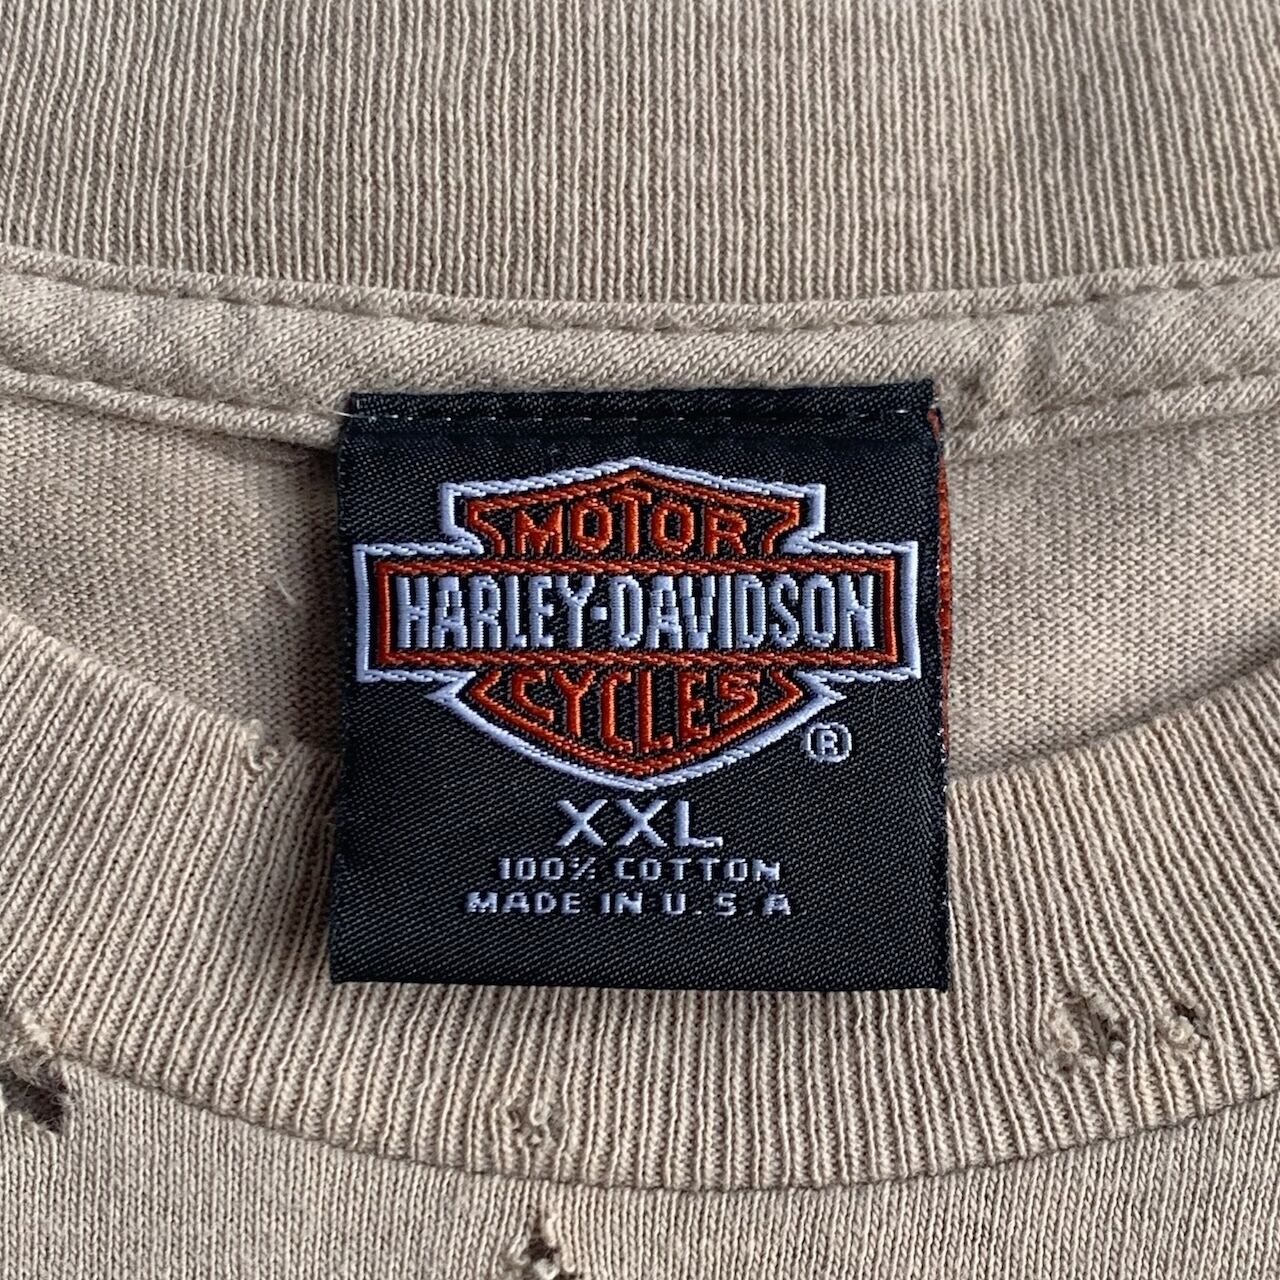 MOTOR
HARLEY-DAVIDSON
CYCLES
®
XXL
100% COTTON
MADE IN U.S.A